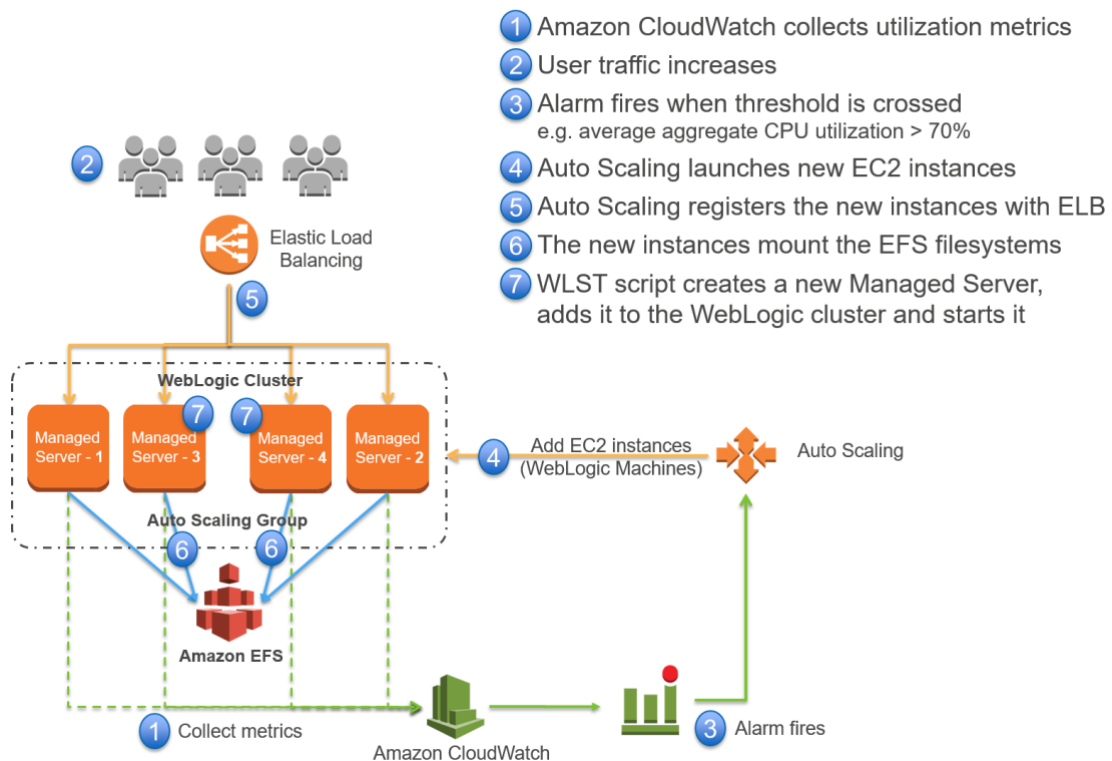 1 Amazon CloudWatch collects utilization metrics
2 User traffic increases
3 Alarm fires when threshold is crossed
e.g. average aggregate CPU utilization > 70%
4 Auto Scaling launches new EC2 instances
5 Auto Scaling registers the new instances with ELB
6 The new instances mount the EFS filesystems
7 WLST script creates a new Managed Server,
adds it to the WebLogic cluster and starts it
2
Elastic Load
Balancing
5
WebLogic Cluster
7
7
Managed
Server - 1
Managed
Server - 3
Managed
Server - 4
Managed
Server - 2
4
Add EC2 instances
(WebLogic Machines)
Auto Scaling
Auto Scaling Group
6
6
Amazon EFS
1
Collect metrics
Amazon CloudWatch
3
Alarm fires